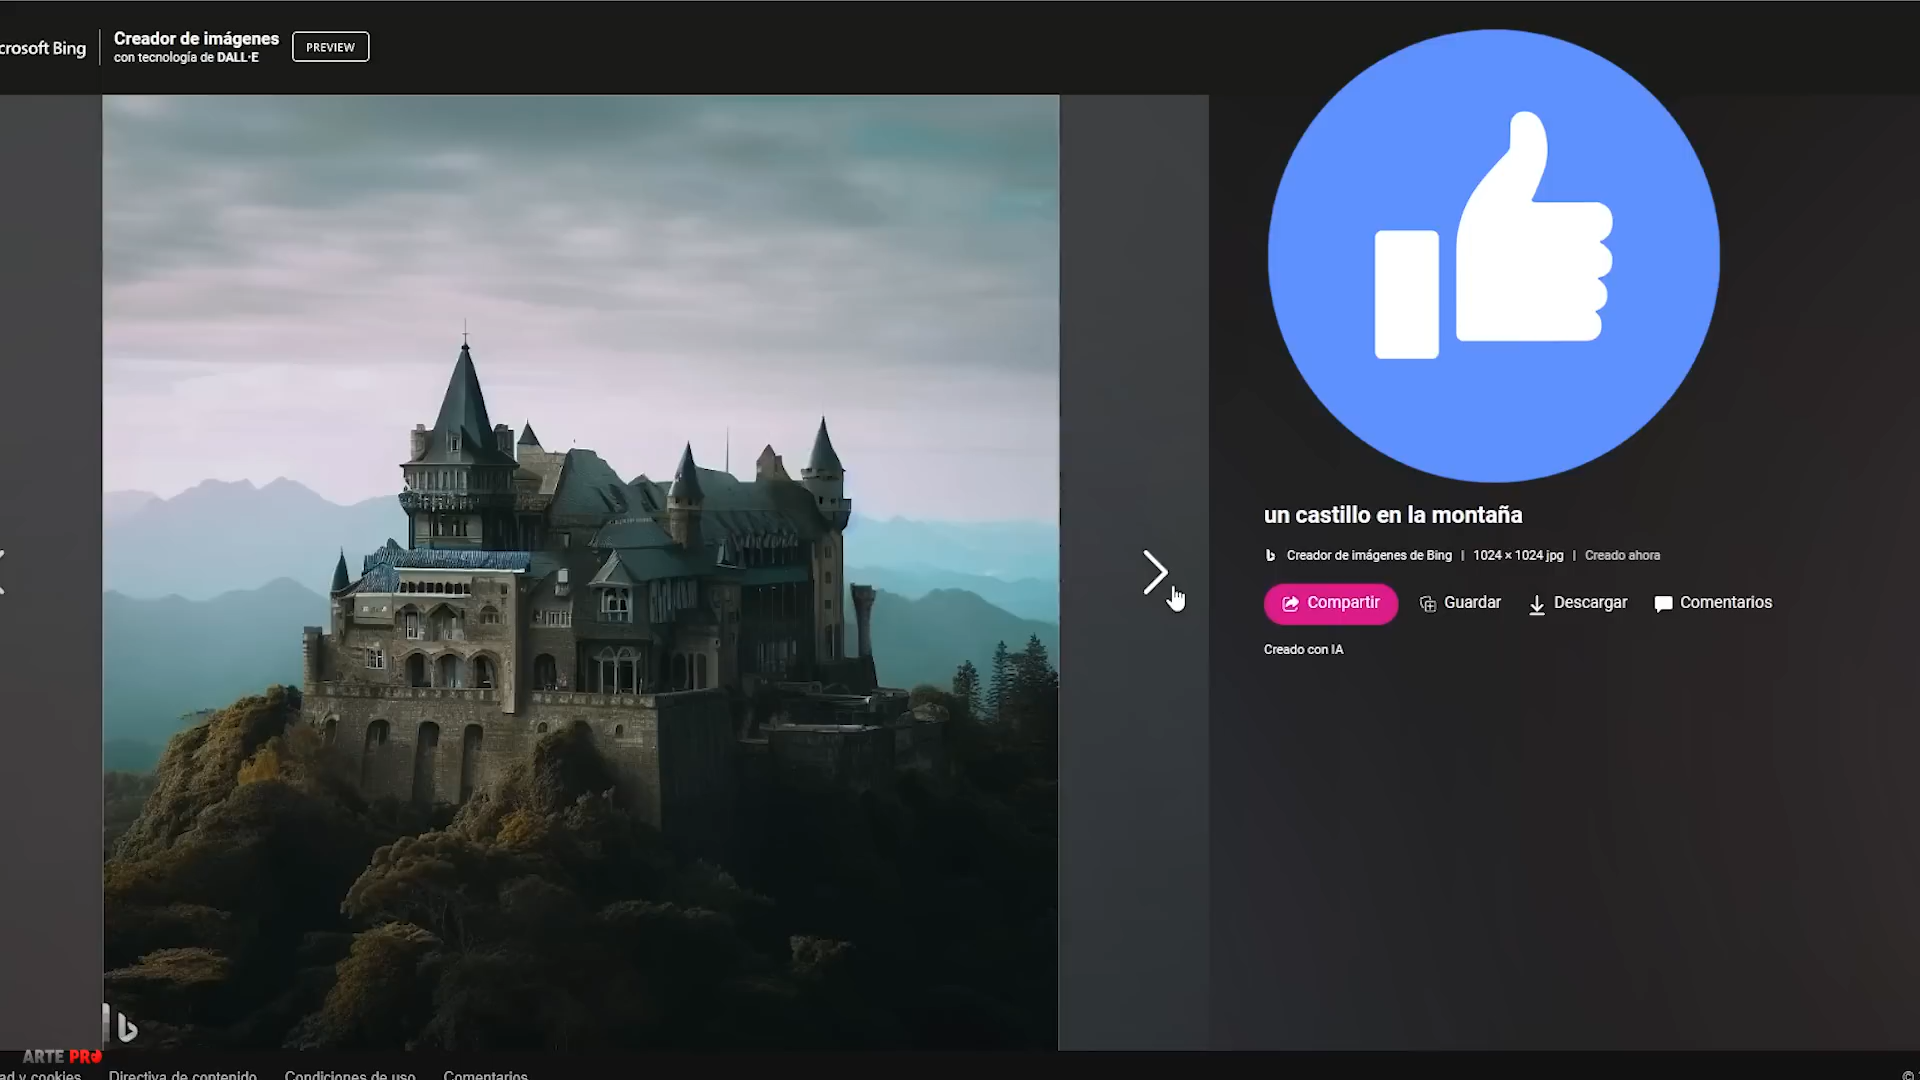 crosoft Bing
Creador de imágenes
con tecnología de DALL·E
PREVIEW
un castillo en la montaña
Creador de imágenes de Bing | 1024 × 1024 jpg | Creado ahora
Compartir Guardar Descargar Comentarios
Creado con IA
ARTE PRO
ad y cookies Directiva de contenido Condiciones de uso Comentarios